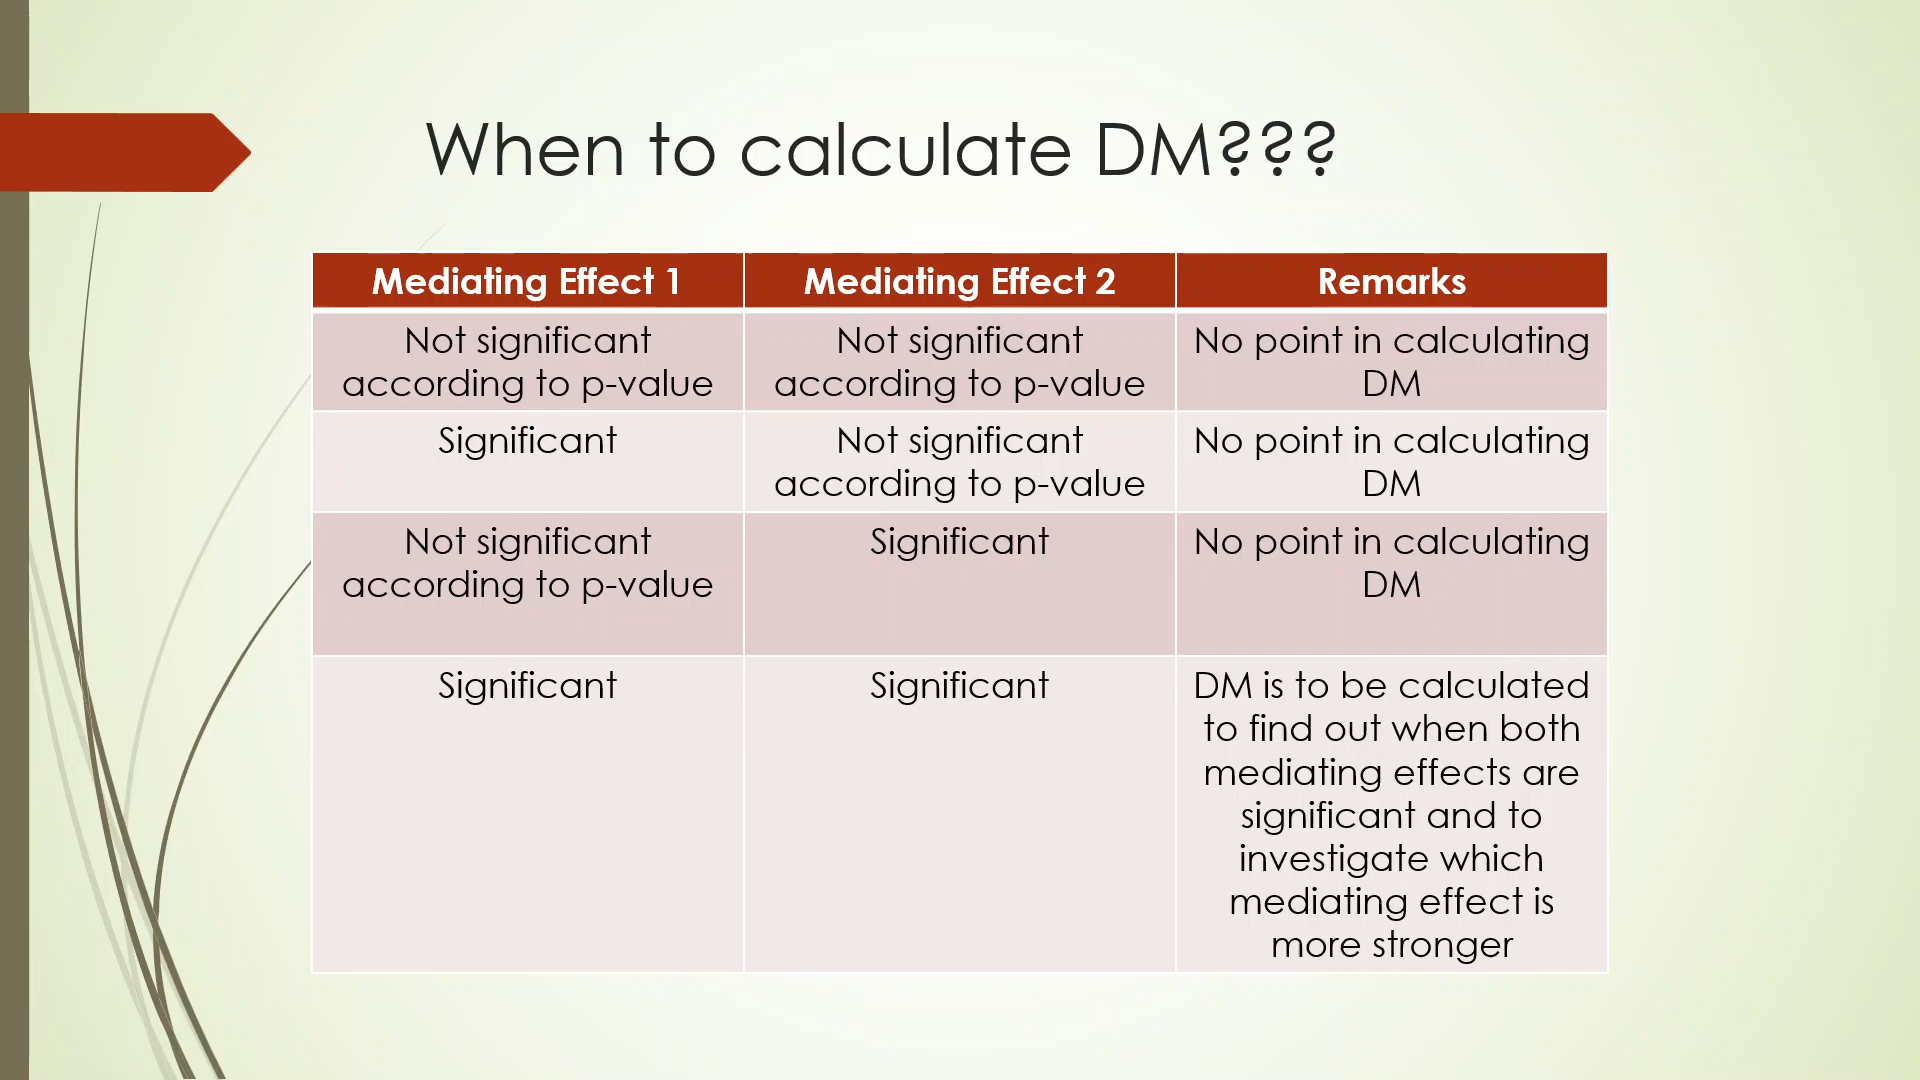 When to calculate DM???
Mediating Effect 1
Mediating Effect 2
Remarks
Not significant
according to p-value
Not significant
according to p-value
No point in calculating
DM
Significant
Not significant
according to p-value
No point in calculating
DM
Not significant
according to p-value
Significant
No point in calculating
DM
Significant
Significant
DM is to be calculated
to find out when both
mediating effects are
significant and to
investigate which
mediating effect is
more stronger